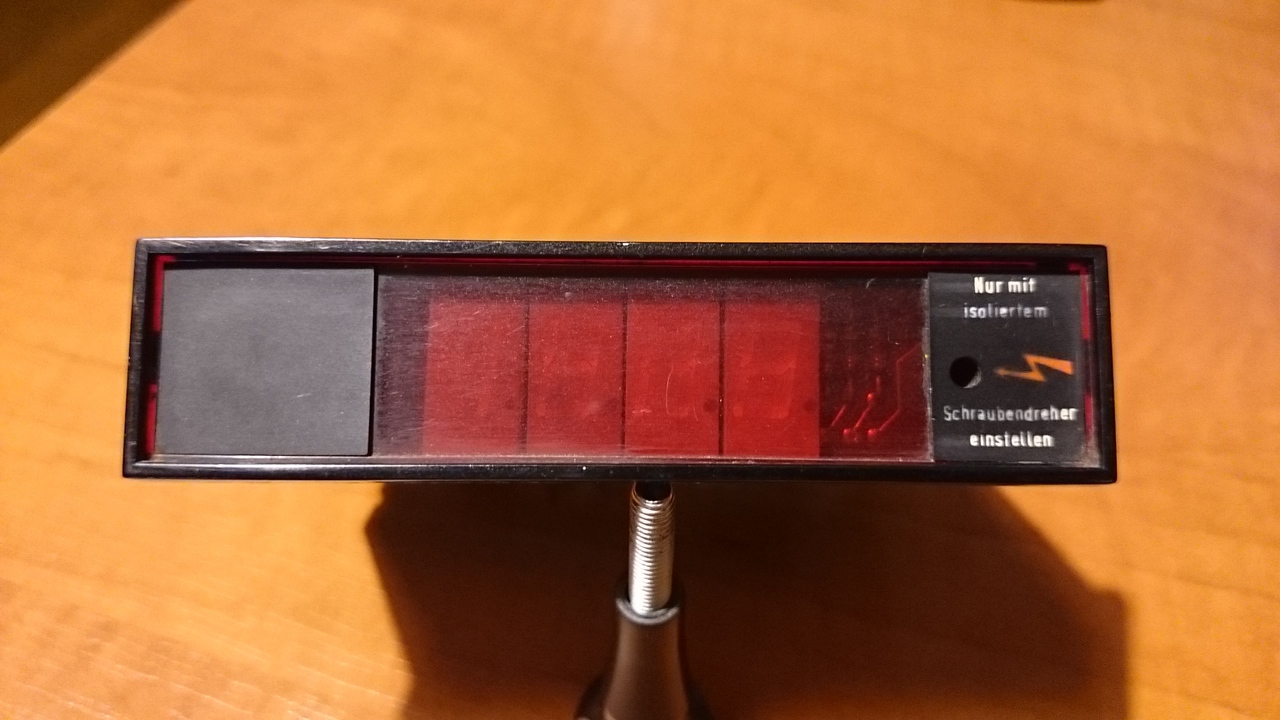 Nur mit
isoliertem
Schraubendreher
einstellen